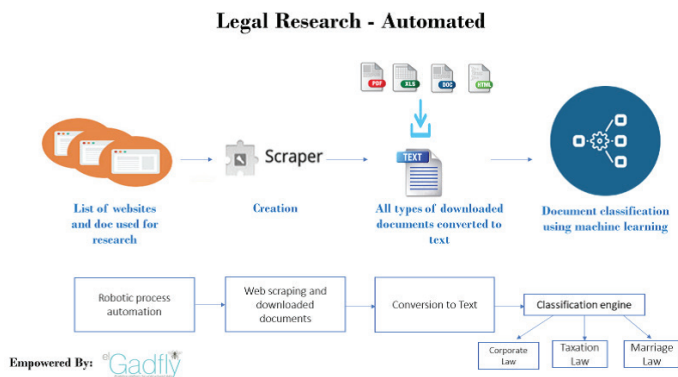 Legal Research - Automated
PDF
XLS
DOC
HTML
Scraper
TEXT
List of websites
and doc used for
research
Creation
All types of downloaded
documents converted to
text
Document classification
using machine learning
Robotic process
automation
Web scraping and
downloaded
documents
Conversion to Text
Classification engine
Corporate
Law
Taxation
Law
Marriage
Law
Empowered By:
el Gadfly